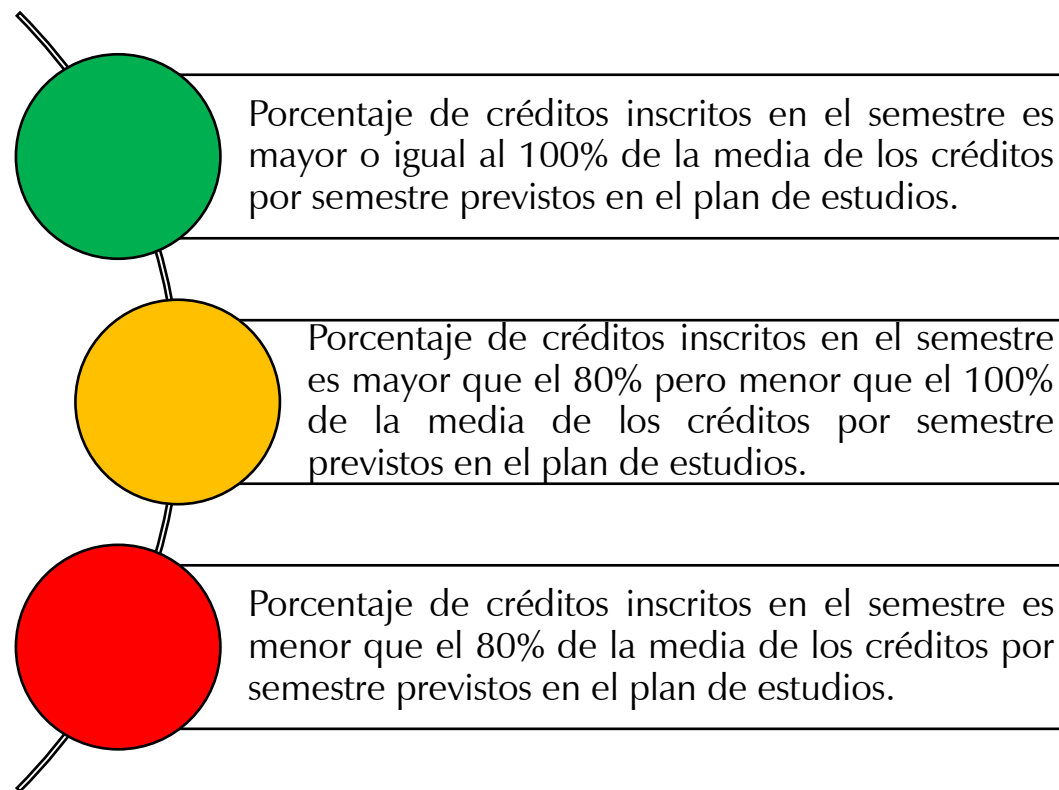 Porcentaje de créditos inscritos en el semestre es
mayor o igual al 100% de la media de los créditos
por semestre previstos en el plan de estudios.
Porcentaje de créditos inscritos en el semestre
es mayor que el 80% pero menor que el 100%
de la media de los créditos por semestre
previstos en el plan de estudios.
Porcentaje de créditos inscritos en el semestre es
menor que el 80% de la media de los créditos por
semestre previstos en el plan de estudios.